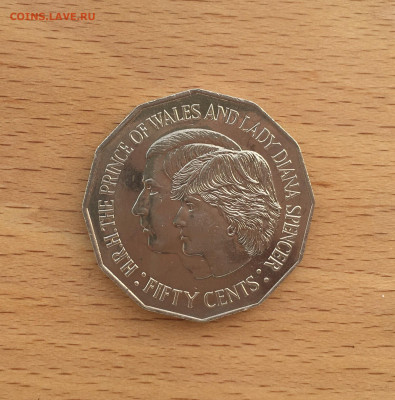 COINS.LAVE.RU
H.R.H. THE PRINCE OF WALES AND LADY DIANA SPENCER
: FIFTY CENTS :